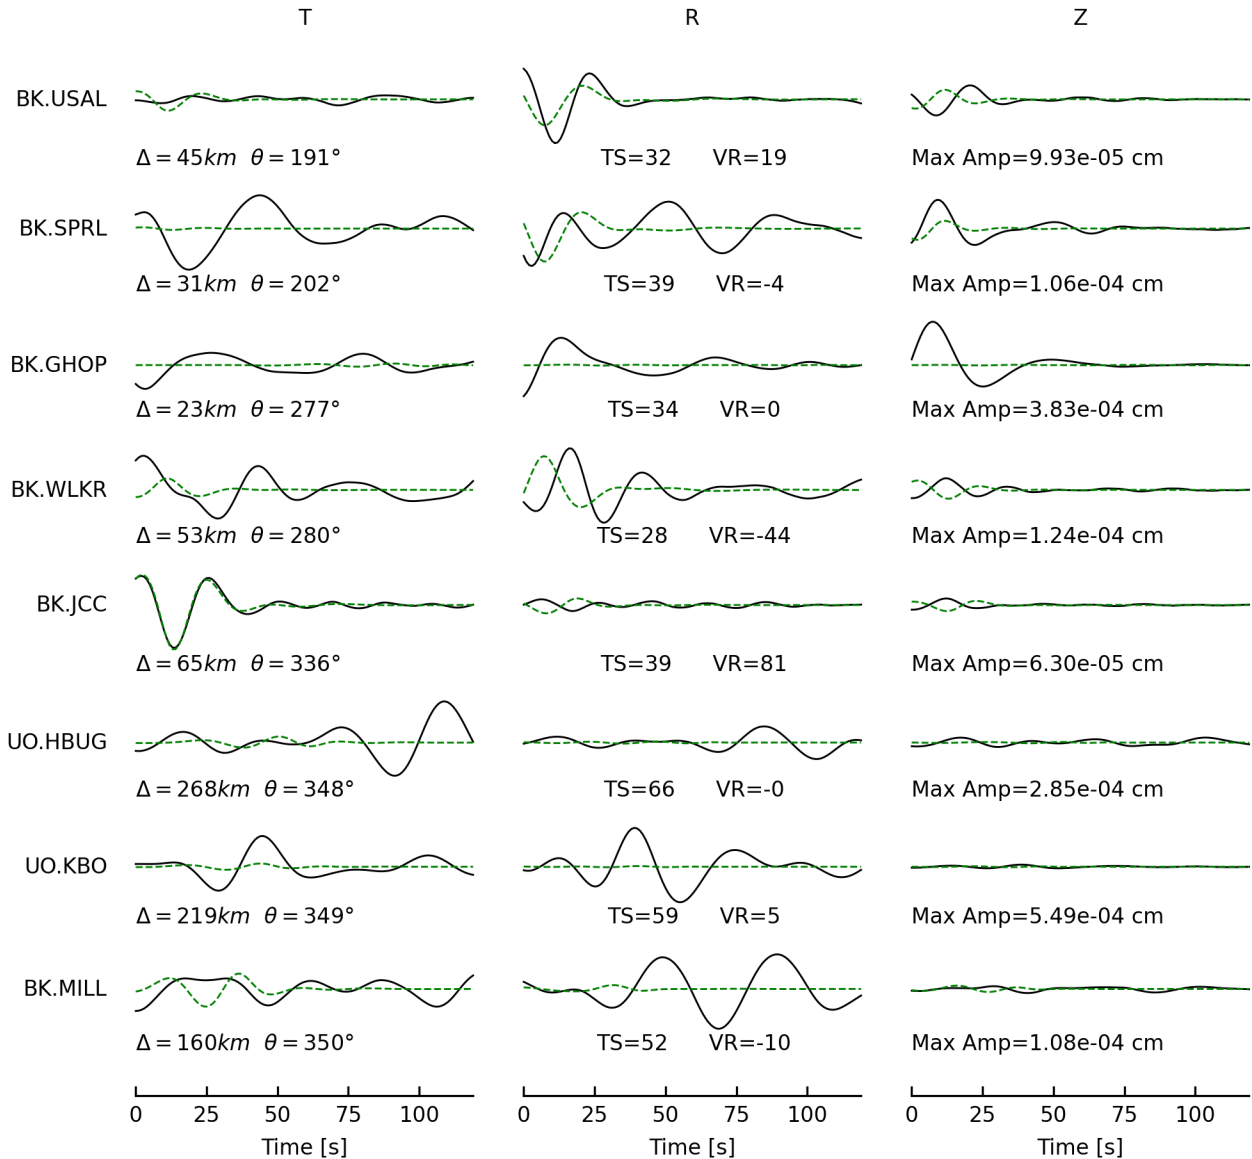 T R Z
BK.USAL
Δ = 45km θ = 191° TS=32 VR=19 Max Amp=9.93e-05 cm
BK.SPRL
Δ = 31km θ = 202° TS=39 VR=-4 Max Amp=1.06e-04 cm
BK.GHOP
Δ = 23km θ = 277° TS=34 VR=0 Max Amp=3.83e-04 cm
BK.WLKR
Δ = 53km θ = 280° TS=28 VR=-44 Max Amp=1.24e-04 cm
BK.JCC
Δ = 65km θ = 336° TS=39 VR=81 Max Amp=6.30e-05 cm
UO.HBUG
Δ = 268km θ = 348° TS=66 VR=-0 Max Amp=2.85e-04 cm
UO.KBO
Δ = 219km θ = 349° TS=59 VR=5 Max Amp=5.49e-04 cm
BK.MILL
Δ = 160km θ = 350° TS=52 VR=-10 Max Amp=1.08e-04 cm
0 25 50 75 100 0 25 50 75 100 0 25 50 75 100
Time [s] Time [s] Time [s]